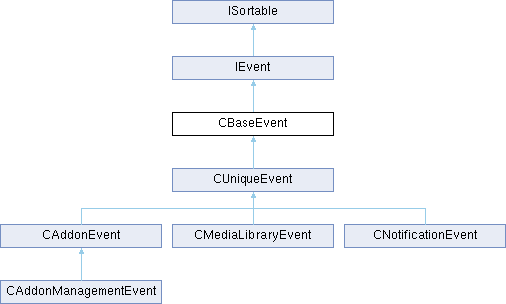 ISortable
IEvent
CBaseEvent
CUniqueEvent
CAddonEvent
CMediaLibraryEvent
CNotificationEvent
CAddonManagementEvent